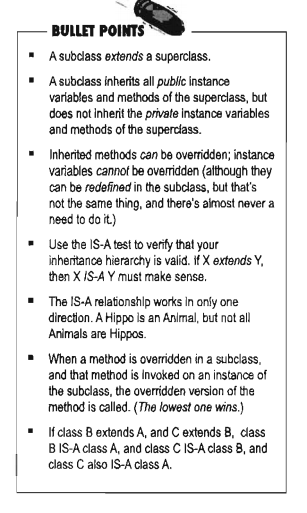 BULLET POINTS
▪ A subclass extends a superclass.
▪ A subclass inherits all public instance
variables and methods of the superclass, but
does not inherit the private instance variables
and methods of the superclass.
▪ Inherited methods can be overridden; instance
variables cannot be overridden (although they
can be redefined in the subclass, but that's
not the same thing, and there's almost never a
need to do it.)
▪ Use the IS-A test to verify that your
inheritance hierarchy is valid. If X extends Y,
then X IS-A Y must make sense.
▪ The IS-A relationship works in only one
direction. A Hippo is an Animal, but not all
Animals are Hippos.
▪ When a method is overridden in a subclass,
and that method is invoked on an instance of
the subclass, the overridden version of the
method is called. (The lowest one wins.)
▪ If class B extends A, and C extends B, class
B IS-A class A, and class C IS-A class B, and
class C also IS-A class A.